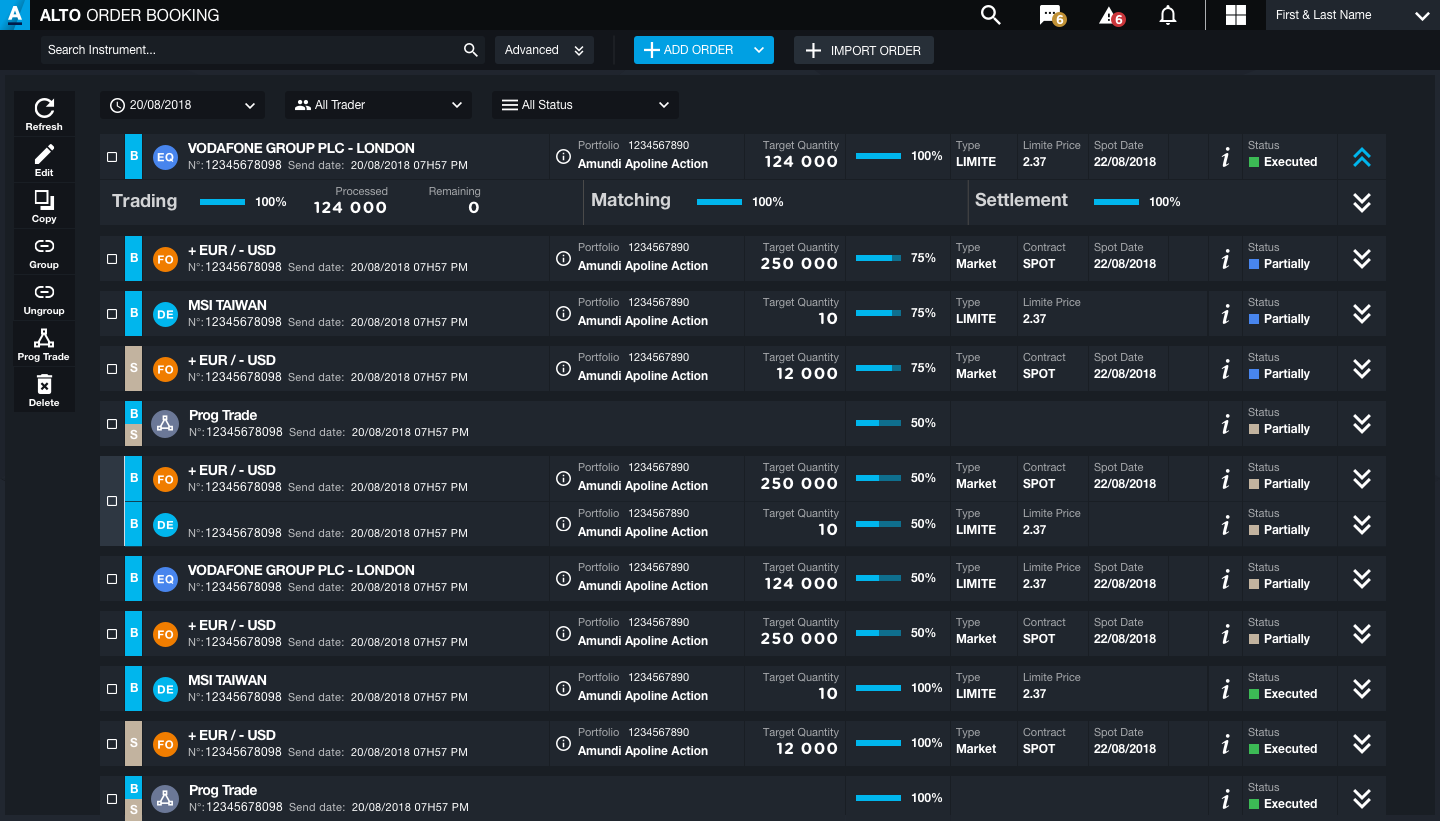 A ALTO ORDER BOOKING 6 6 First & Last Name
Search Instrument... Advanced ADD ORDER IMPORT ORDER
Refresh
Edit
Copy
Group
Ungroup
Prog Trade
Delete
20/08/2018 All Trader All Status
B EQ VODAFONE GROUP PLC - LONDON Portfolio 1234567890 Target Quantity 100% Type Limite Price Spot Date i Status
N°: 12345678098 Send date: 20/08/2018 07H57 PM Amundi Apoline Action 124 000 LIMITE 2.37 22/08/2018 Executed
Trading 100% Processed Remaining Matching 100% Settlement 100%
124 000 0
B FO + EUR / - USD Portfolio 1234567890 Target Quantity 75% Type Contract Spot Date i Status
N°: 12345678098 Send date: 20/08/2018 07H57 PM Amundi Apoline Action 250 000 Market SPOT 22/08/2018 Partially
B DE MSI TAIWAN Portfolio 1234567890 Target Quantity 75% Type Limite Price i Status
N°: 12345678098 Send date: 20/08/2018 07H57 PM Amundi Apoline Action 10 LIMITE 2.37 Partially
S FO + EUR / - USD Portfolio 1234567890 Target Quantity 75% Type Contract Spot Date i Status
N°: 12345678098 Send date: 20/08/2018 07H57 PM Amundi Apoline Action 12 000 Market SPOT 22/08/2018 Partially
B Prog Trade 50% i Status
S N°: 12345678098 Send date: 20/08/2018 07H57 PM Partially
B FO + EUR / - USD Portfolio 1234567890 Target Quantity 50% Type Contract Spot Date i Status
N°: 12345678098 Send date: 20/08/2018 07H57 PM Amundi Apoline Action 250 000 Market SPOT 22/08/2018 Partially
B DE Portfolio 1234567890 Target Quantity 50% Type Limite Price i Status
N°: 12345678098 Send date: 20/08/2018 07H57 PM Amundi Apoline Action 10 LIMITE 2.37 Partially
B EQ VODAFONE GROUP PLC - LONDON Portfolio 1234567890 Target Quantity 50% Type Limite Price Spot Date i Status
N°: 12345678098 Send date: 20/08/2018 07H57 PM Amundi Apoline Action 124 000 LIMITE 2.37 22/08/2018 Partially
B FO + EUR / - USD Portfolio 1234567890 Target Quantity 50% Type Contract Spot Date i Status
N°: 12345678098 Send date: 20/08/2018 07H57 PM Amundi Apoline Action 250 000 Market SPOT 22/08/2018 Partially
B DE MSI TAIWAN Portfolio 1234567890 Target Quantity 100% Type Limite Price i Status
N°: 12345678098 Send date: 20/08/2018 07H57 PM Amundi Apoline Action 10 LIMITE 2.37 Executed
S FO + EUR / - USD Portfolio 1234567890 Target Quantity 100% Type Contract Spot Date i Status
N°: 12345678098 Send date: 20/08/2018 07H57 PM Amundi Apoline Action 12 000 Market SPOT 22/08/2018 Executed
B Prog Trade 100% i Status
S N°: 12345678098 Send date: 20/08/2018 07H57 PM Executed